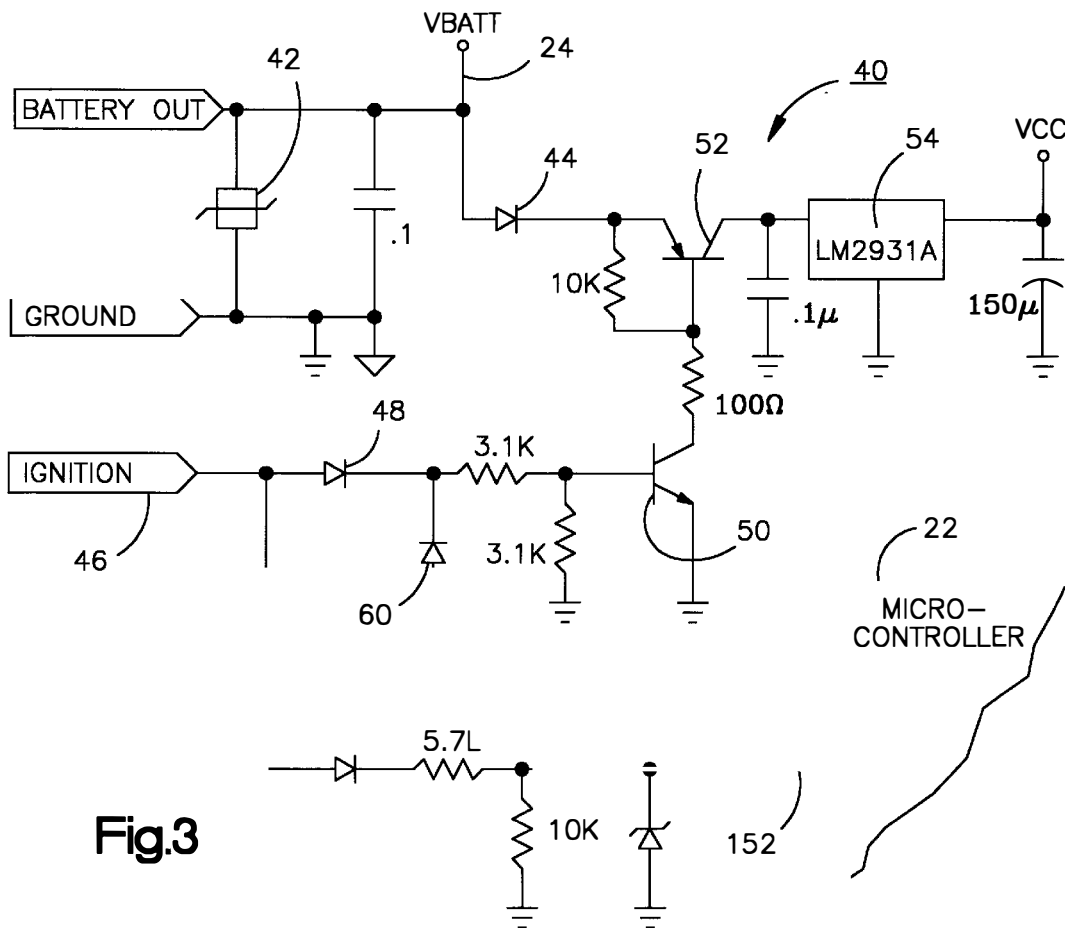 VBATT
42
24
40
BATTERY OUT
52
54
VCC
44
.1
LM2931A
10K
.1μ
150μ
GROUND
100Ω
48
3.1K
IGNITION
46
3.1K
50
22
60
MICRO-
CONTROLLER
5.7L
10K
152
Fig.3